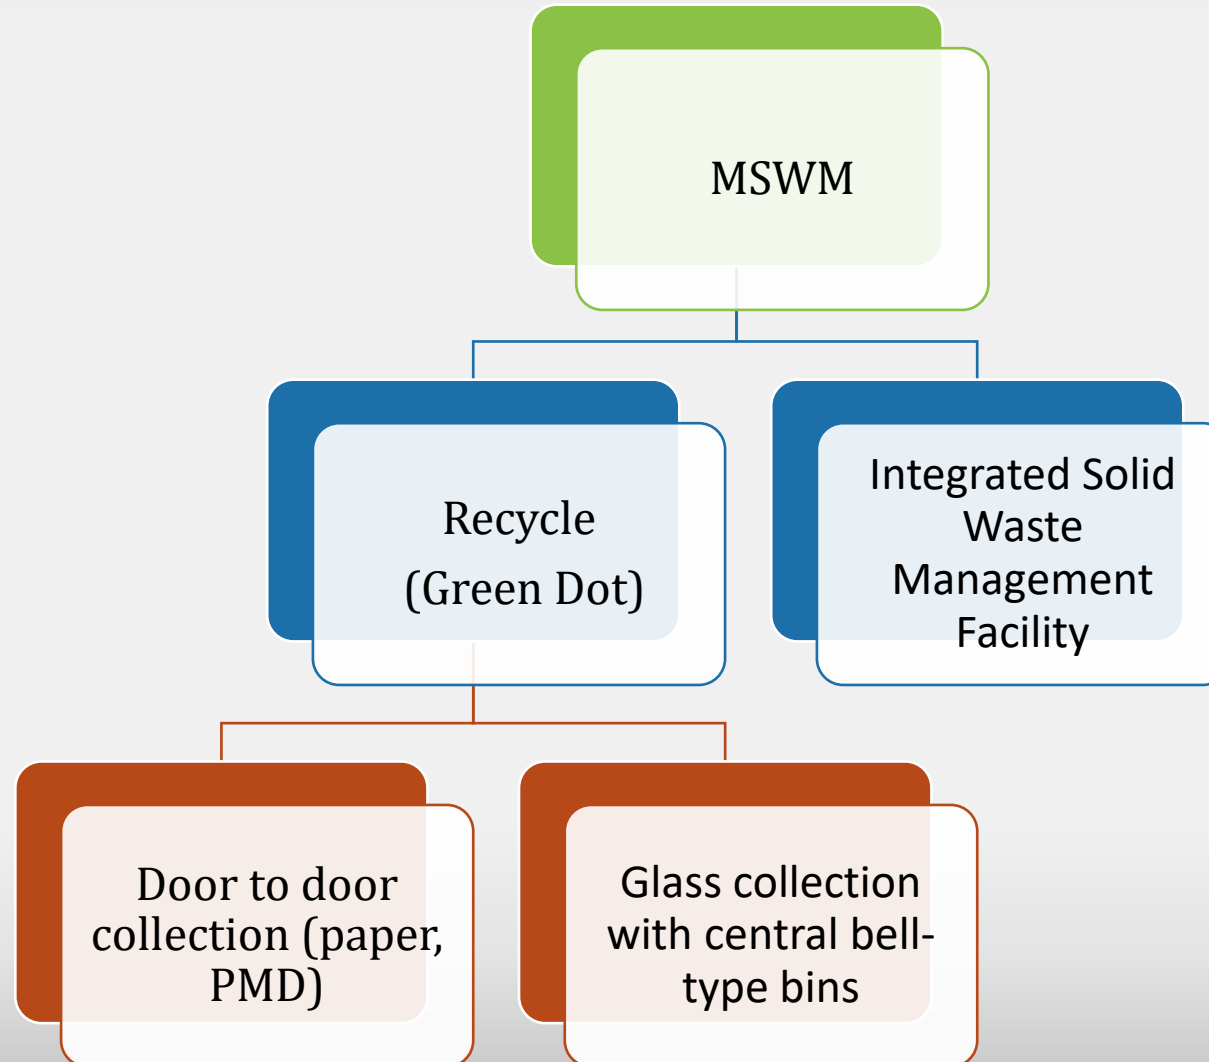 MSWM
Recycle
(Green Dot)
Integrated Solid
Waste
Management
Facility
Door to door
collection (paper,
PMD)
Glass collection
with central bell-
type bins